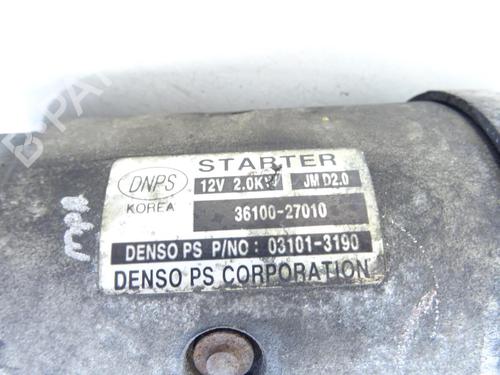 STARTER
DNPS
12V 2.0KW JM D2.0
KOREA
36100-27010
DENSO PS P/NO : 03101-3190
DENSO PS CORPORATION